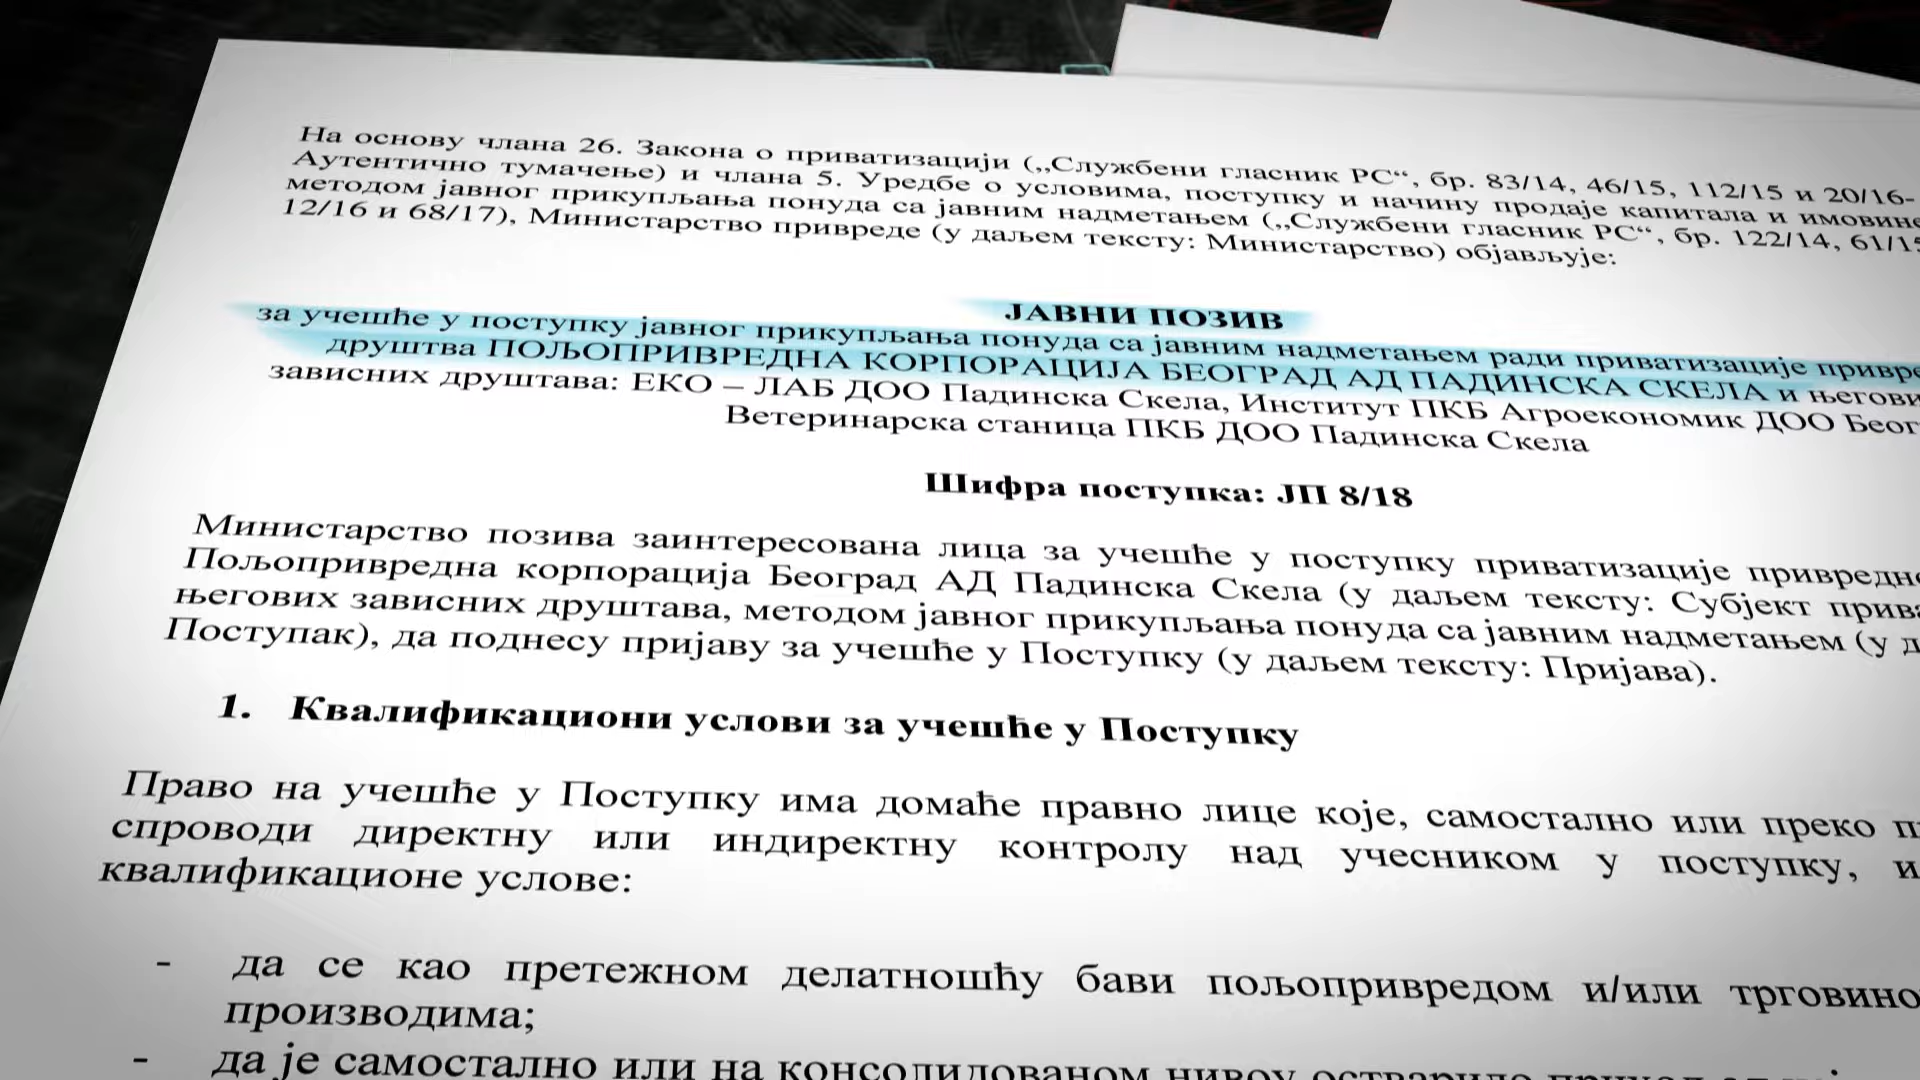 На основу члана 26. Закона о приватизацији („Службени гласник РС“, бр. 83/14, 46/15, 112/15 и 20/16-
Аутентично тумачење) и члана 5. Уредбе о условима, поступку и начину продаје капитала и имовине
методом јавног прикупљања понуда са јавним надметањем („Службени гласник РС“, бр. 122/14, 61/15
12/16 и 68/17), Министарство привреде (у даљем тексту: Министарство) објављује:
ЈАВНИ ПОЗИВ
за учешће у поступку јавног прикупљања понуда са јавним надметањем ради приватизације
друштва ПОЉОПРИВРЕДНА КОРПОРАЦИЈА БЕОГРАД АД ПАДИНСКА СКЕЛА и
зависних друштава: ЕКО – ЛАБ ДОО Падинска Скела, Институт ПКБ Агроекономик ДОО
Ветеринарска станица ПКБ ДОО Падинска Скела
Шифра поступка: ЈП 8/18
Министарство позива заинтересована лица за учешће у поступку приватизације
Пољопривредна корпорација Београд АД Падинска Скела (у даљем тексту: Субјект
његових зависних друштава, методом јавног прикупљања понуда са јавним надметањем (у
Поступак), да поднесу пријаву за учешће у Поступку (у даљем тексту: Пријава).
1. Квалификациони услови за учешће у Поступку
Право на учешће у Поступку има домаће правно лице које, самостално или преко
спроводи директну или индиректну контролу над учесником у поступку,
квалификационе услове:
- да се као претежном делатношћу бави пољопривредом и/или
производима;
- да је самостално или на консолидованом нивоу